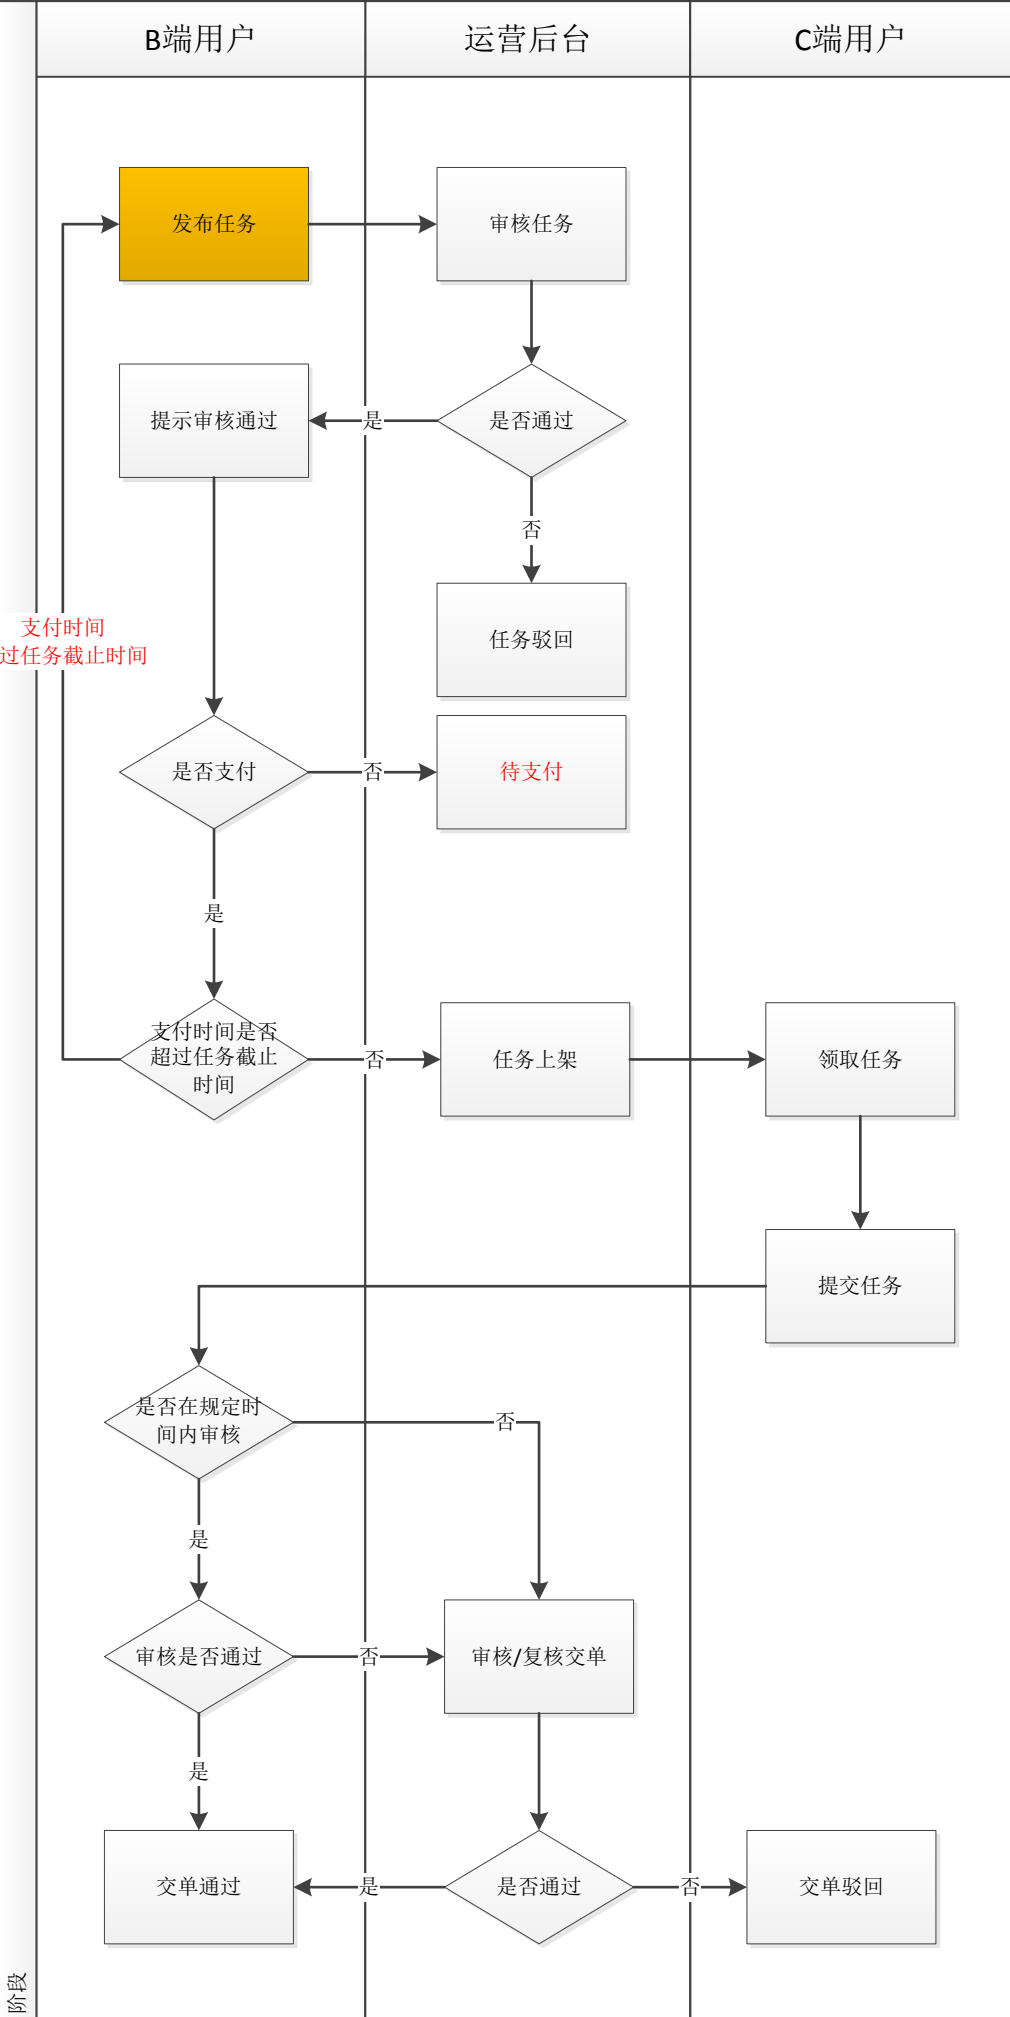 B端用户
运营后台
C端用户
发布任务
审核任务
提示审核通过
是
是否通过
否
任务驳回
支付时间
过任务截止时间
是否支付
否
待支付
是
支付时间是否
超过任务截止
时间
否
任务上架
领取任务
提交任务
是否在规定时
间内审核
否
是
审核是否通过
否
审核/复核交单
是
交单通过
是
是否通过
否
交单驳回
阶段